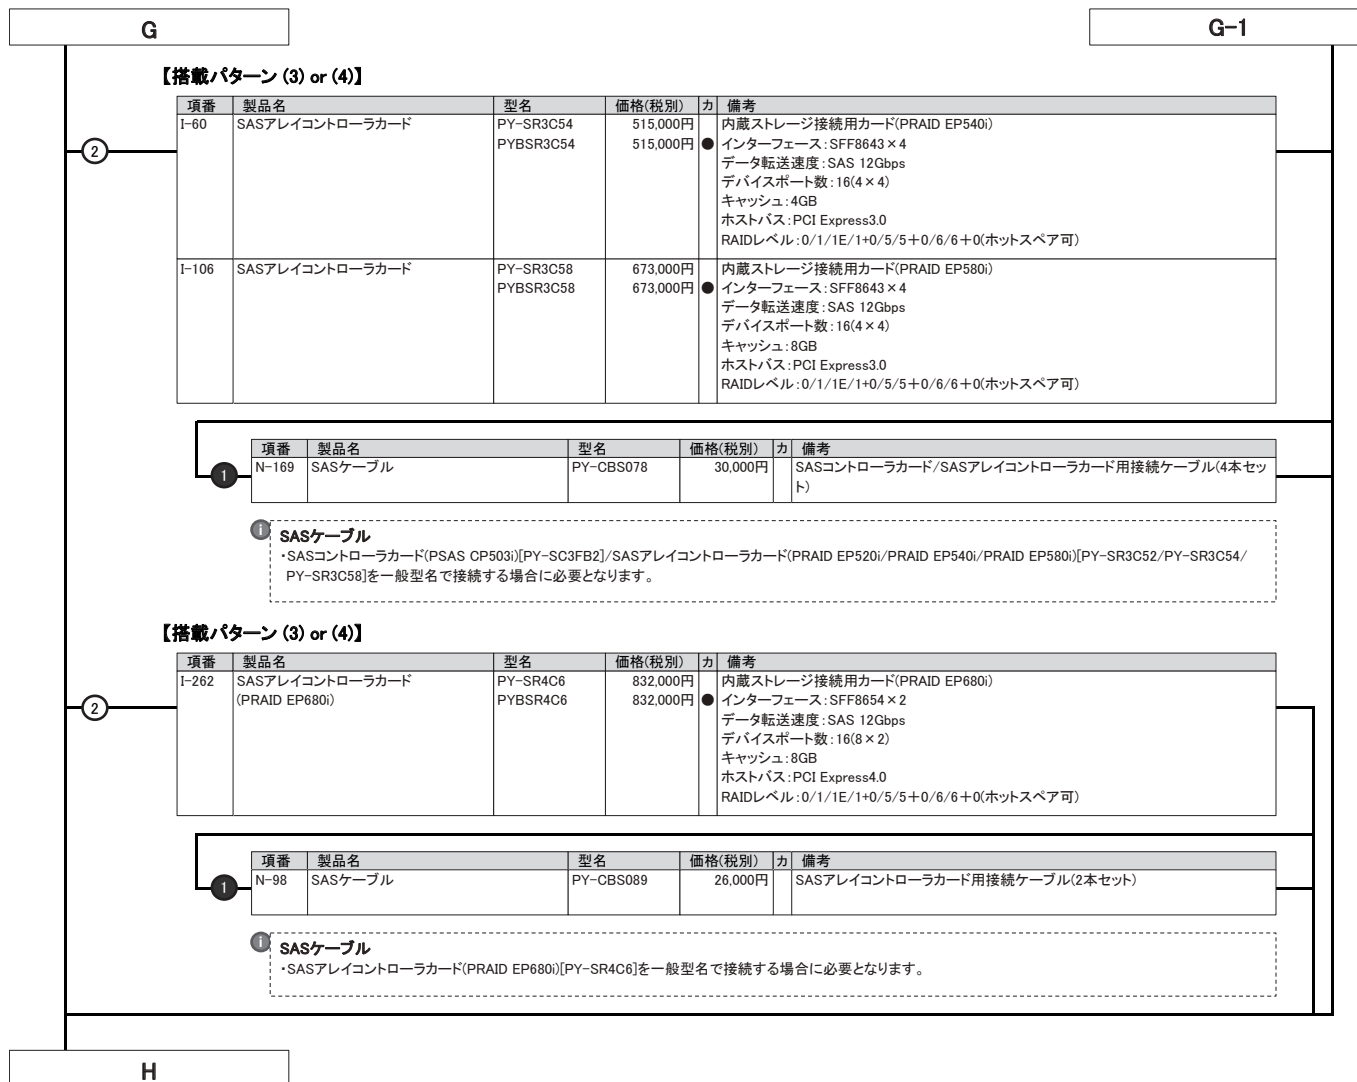 G
G-1
【搭載パターン (3) or (4)】
項番 製品名 型名 価格(税別) カ 備考
I-60 SASアレイコントローラカード PY-SR3C54 515,000円 内蔵ストレージ接続用カード(PRAID EP540i)
PYBSR3C54 515,000円 ● インターフェース:SFF8643×4
② データ転送速度:SAS 12Gbps
デバイスポート数:16(4×4)
キャッシュ:4GB
ホストバス:PCI Express3.0
RAIDレベル:0/1/1E/1+0/5/5+0/6/6+0(ホットスペア可)
I-106 SASアレイコントローラカード PY-SR3C58 673,000円 内蔵ストレージ接続用カード(PRAID EP580i)
PYBSR3C58 673,000円 ● インターフェース:SFF8643×4
データ転送速度:SAS 12Gbps
デバイスポート数:16(4×4)
キャッシュ:8GB
ホストバス:PCI Express3.0
RAIDレベル:0/1/1E/1+0/5/5+0/6/6+0(ホットスペア可)
項番 製品名 型名 価格(税別) カ 備考
❶ N-169 SASケーブル PY-CBS078 30,000円 SASコントローラカード/SASアレイコントローラカード用接続ケーブル(4本セッ
ト)
i SASケーブル
・SASコントローラカード(PSAS CP503i)[PY-SC3FB2]/SASアレイコントローラカード(PRAID EP520i/PRAID EP540i/PRAID EP580i)[PY-SR3C52/PY-SR3C54/
PY-SR3C58]を一般型名で接続する場合に必要となります。
【搭載パターン (3) or (4)】
項番 製品名 型名 価格(税別) カ 備考
I-262 SASアレイコントローラカード PY-SR4C6 832,000円 内蔵ストレージ接続用カード(PRAID EP680i)
② (PRAID EP680i) PYBSR4C6 832,000円 ● インターフェース:SFF8654×2
データ転送速度:SAS 12Gbps
デバイスポート数:16(8×2)
キャッシュ:8GB
ホストバス:PCI Express4.0
RAIDレベル:0/1/1E/1+0/5/5+0/6/6+0(ホットスペア可)
項番 製品名 型名 価格(税別) カ 備考
❶ N-98 SASケーブル PY-CBS089 26,000円 SASアレイコントローラカード用接続ケーブル(2本セット)
i SASケーブル
・SASアレイコントローラカード(PRAID EP680i)[PY-SR4C6]を一般型名で接続する場合に必要となります。
H